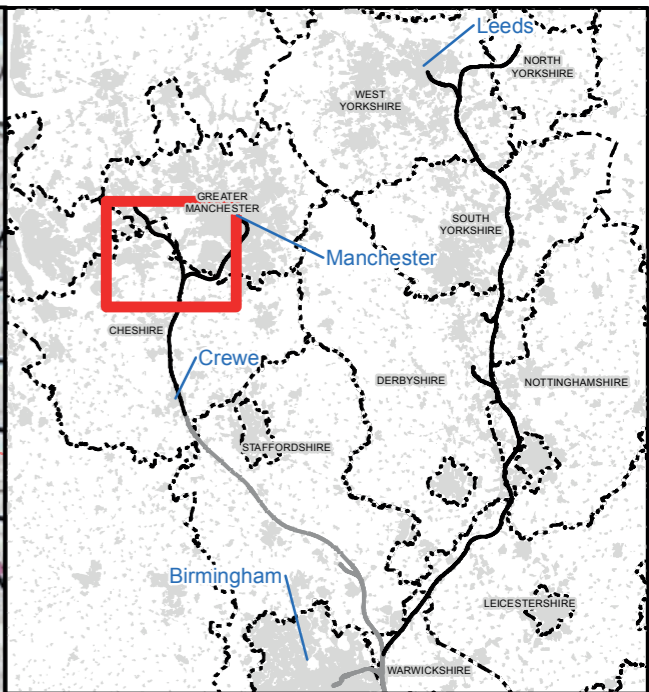 Leeds
NORTH
YORKSHIRE
WEST
YORKSHIRE
GREATER
MANCHESTER
SOUTH
YORKSHIRE
Manchester
CHESHIRE
Crewe
DERBYSHIRE
NOTTINGHAMSHIRE
STAFFORDSHIRE
Birmingham
LEICESTERSHIRE
WARWICKSHIRE